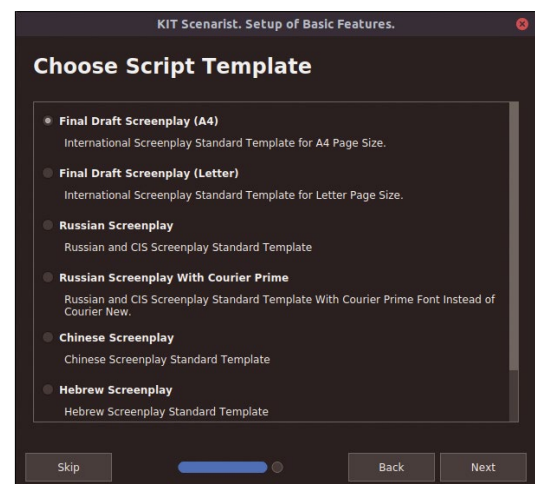 KIT Scenarist. Setup of Basic Features.
Choose Script Template
Final Draft Screenplay (A4)
International Screenplay Standard Template for A4 Page Size.
Final Draft Screenplay (Letter)
International Screenplay Standard Template for Letter Page Size.
Russian Screenplay
Russian and CIS Screenplay Standard Template
Russian Screenplay With Courier Prime
Russian and CIS Screenplay Standard Template With Courier Prime Font Instead of
Courier New.
Chinese Screenplay
Chinese Screenplay Standard Template
Hebrew Screenplay
Hebrew Screenplay Standard Template
Skip
Back
Next